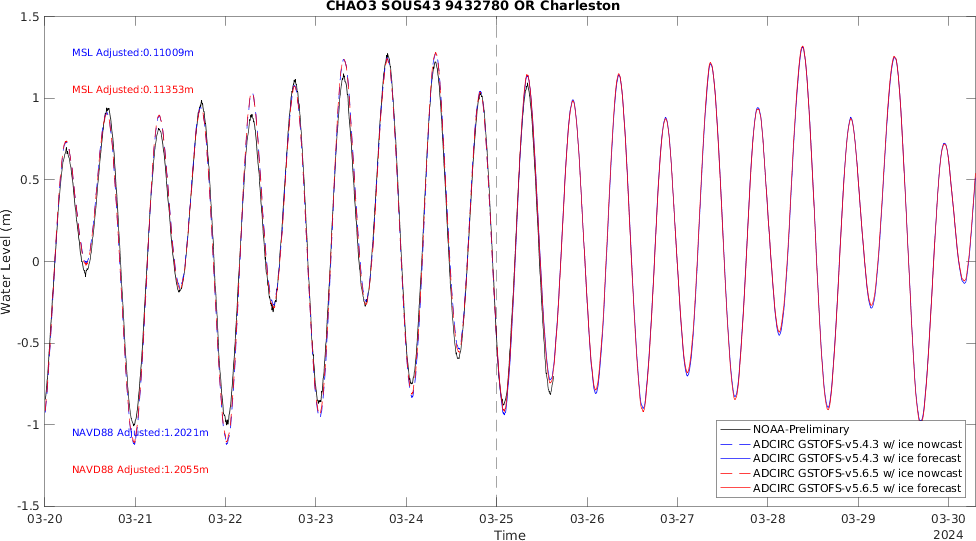 CHAO3 SOUS43 9432780 OR Charleston
1.5
MSL Adjusted:0.11009m
MSL Adjusted:0.11353m
1
0.5
Water Level (m)
0
-0.5
-1
NAVD88 Adjusted:1.2021m
NAVD88 Adjusted:1.2055m
-1.5
NOAA-Preliminary
ADCIRC GSTOFS-v5.4.3 w/ ice nowcast
ADCIRC GSTOFS-v5.4.3 w/ ice forecast
ADCIRC GSTOFS-v5.6.5 w/ ice nowcast
ADCIRC GSTOFS-v5.6.5 w/ ice forecast
03-20 03-21 03-22 03-23 03-24 03-25 03-26 03-27 03-28 03-29 03-30
Time
2024